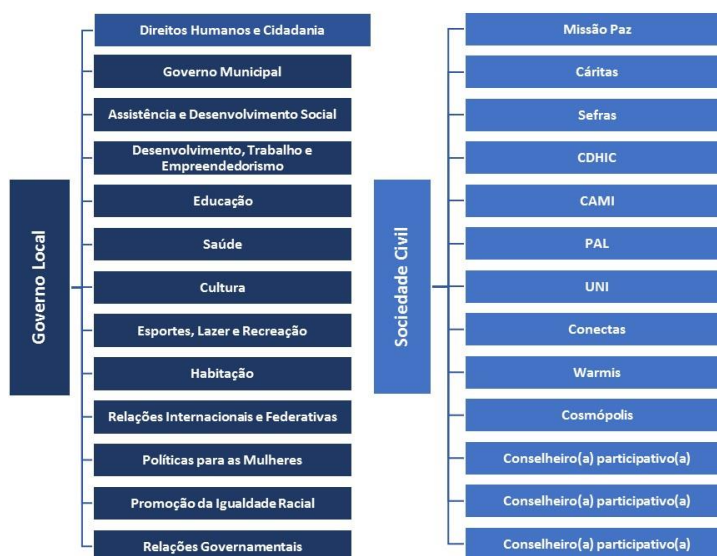 Governo Local
Direitos Humanos e Cidadania
Governo Municipal
Assistência e Desenvolvimento Social
Desenvolvimento, Trabalho e
Empreendedorismo
Educação
Saúde
Cultura
Esportes, Lazer e Recreação
Habitação
Relações Internacionais e Federativas
Políticas para as Mulheres
Promoção da Igualdade Racial
Relações Governamentais
Sociedade Civil
Missão Paz
Cáritas
Sefras
CDHIC
CAMI
PAL
UNI
Conectas
Warmis
Cosmópolis
Conselheiro(a) participativo(a)
Conselheiro(a) participativo(a)
Conselheiro(a) participativo(a)